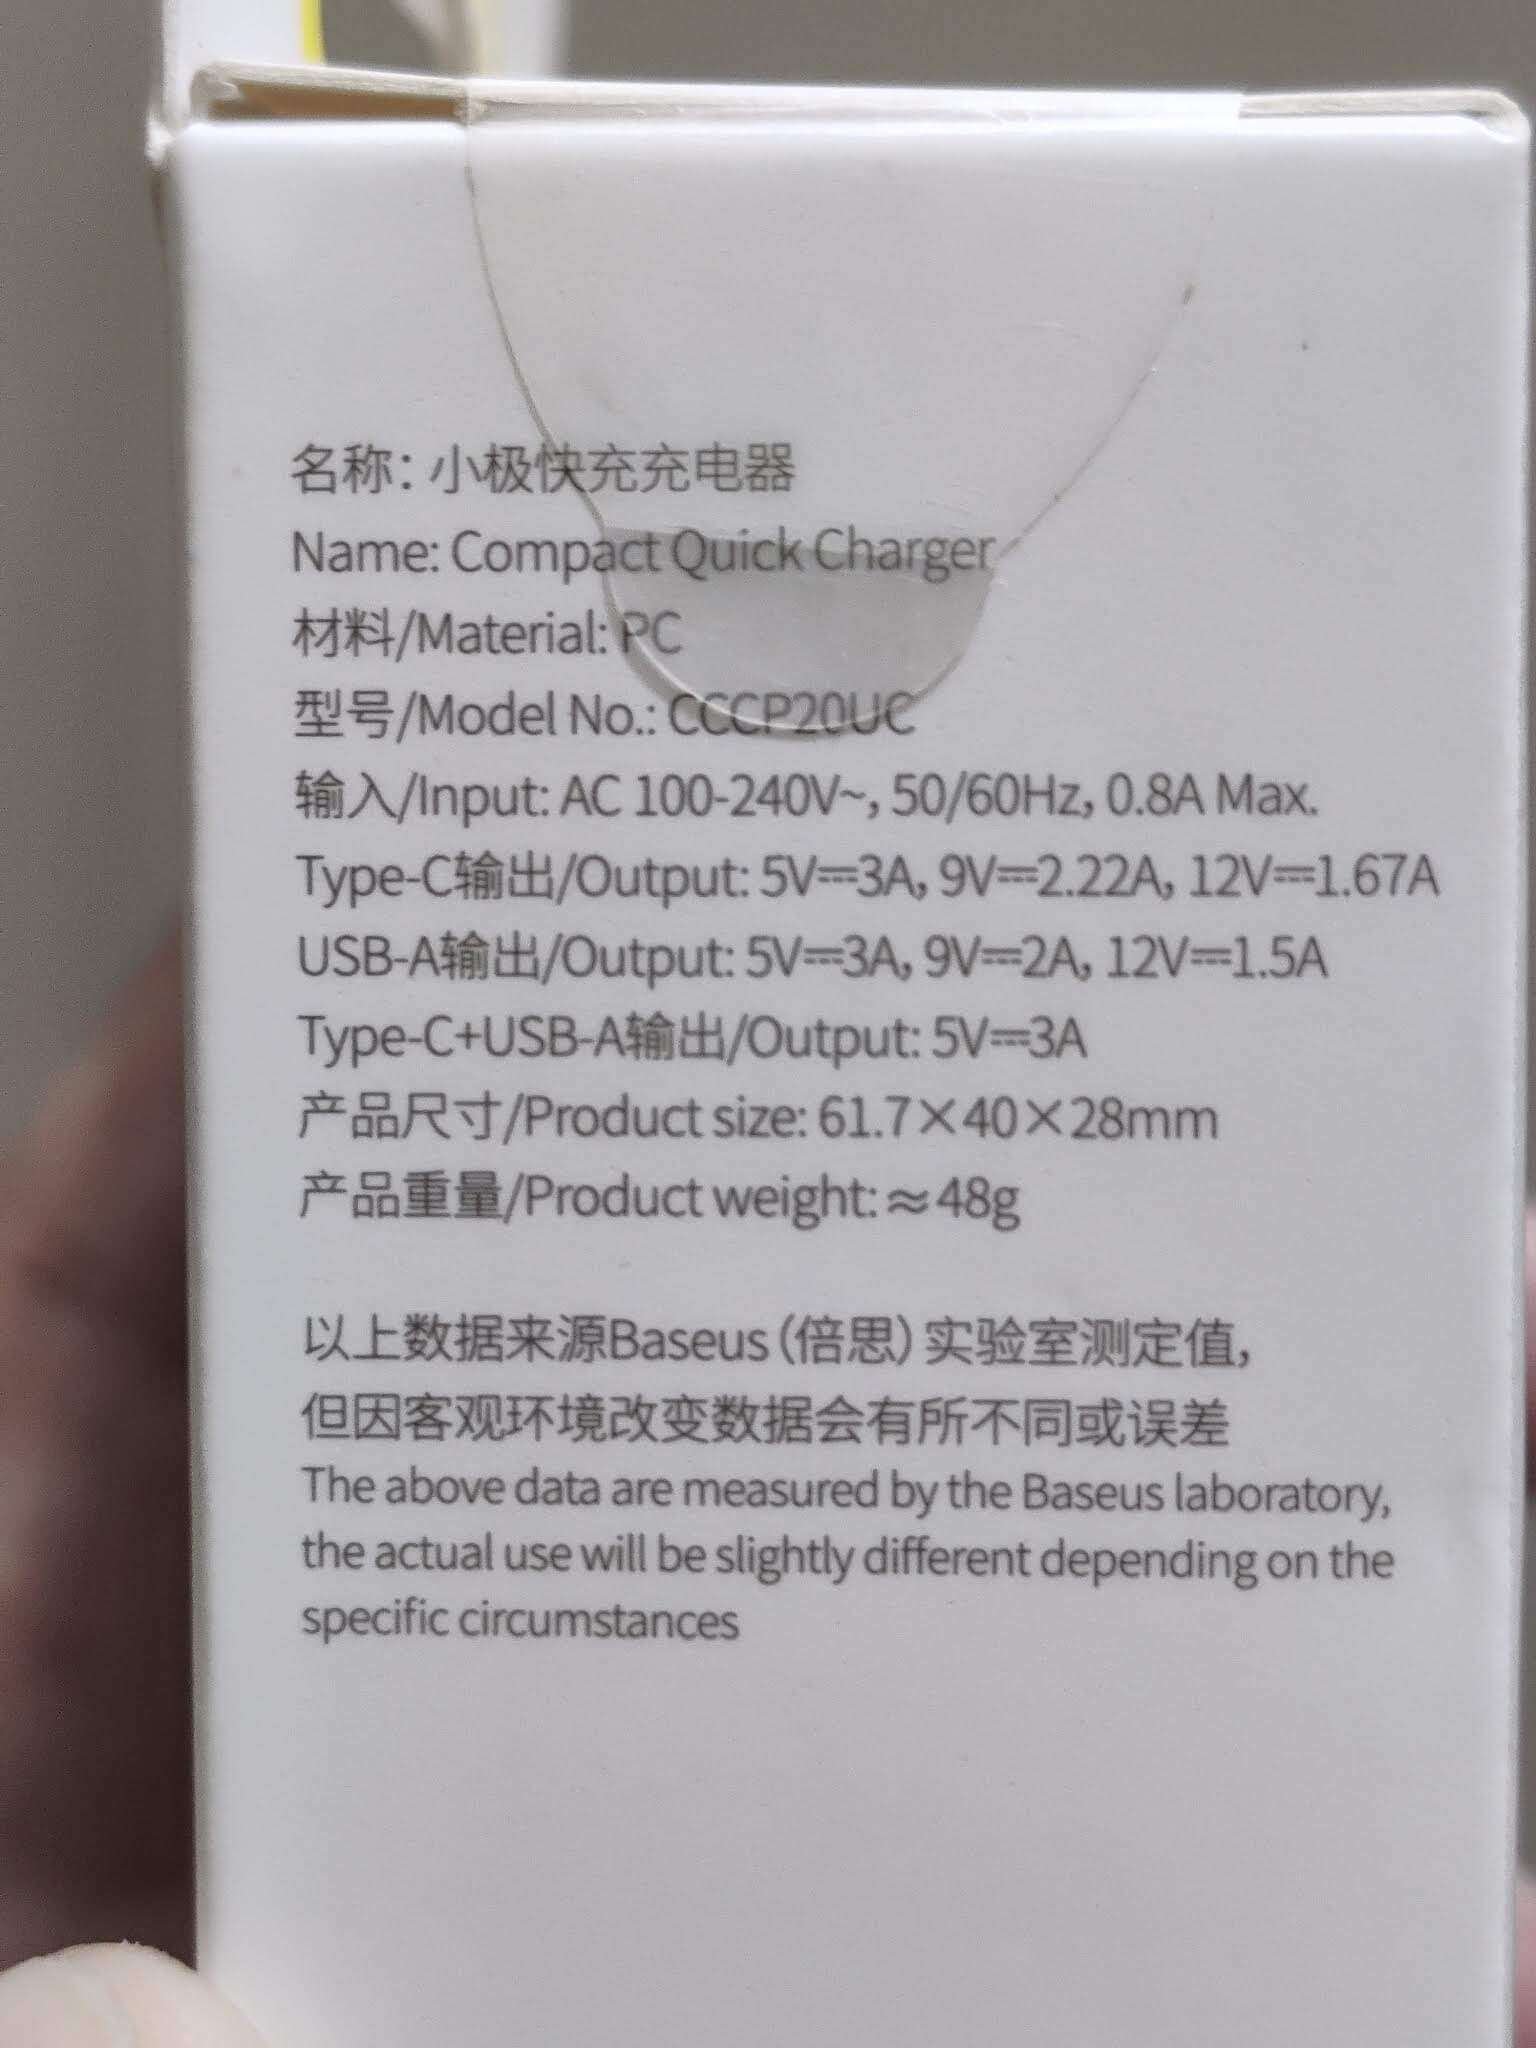 名称：小极快充充电器
Name: Compact Quick Charger
材料/Material: PC
型号/Model No.: CCCP20UC
输入/Input: AC 100-240V~, 50/60Hz, 0.8A Max.
Type-C输出/Output: 5V⎓3A, 9V⎓2.22A, 12V⎓1.67A
USB-A输出/Output: 5V⎓3A, 9V⎓2A, 12V⎓1.5A
Type-C+USB-A输出/Output: 5V⎓3A
产品尺寸/Product size: 61.7×40×28mm
产品重量/Product weight: ≈48g
以上数据来源Baseus（倍思）实验室测定值，
但因客观环境改变数据会有所不同或误差
The above data are measured by the Baseus laboratory,
the actual use will be slightly different depending on the
specific circumstances